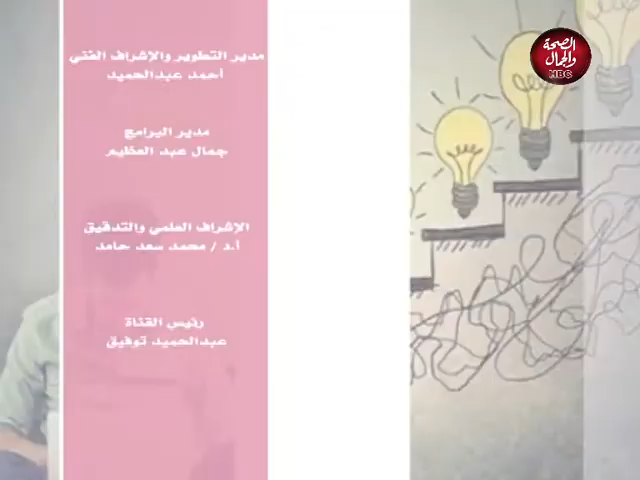 مدير التطوير والإشراف الفني
أحمد عبدالحميد
مدير البرامج
جمال عبد العظيم
الإشراف العلمي والتدقيق
أ.د / محمد سعد حامد
رئيس القناة
عبدالحميد توفيق
الصحة
والجمال
NBC